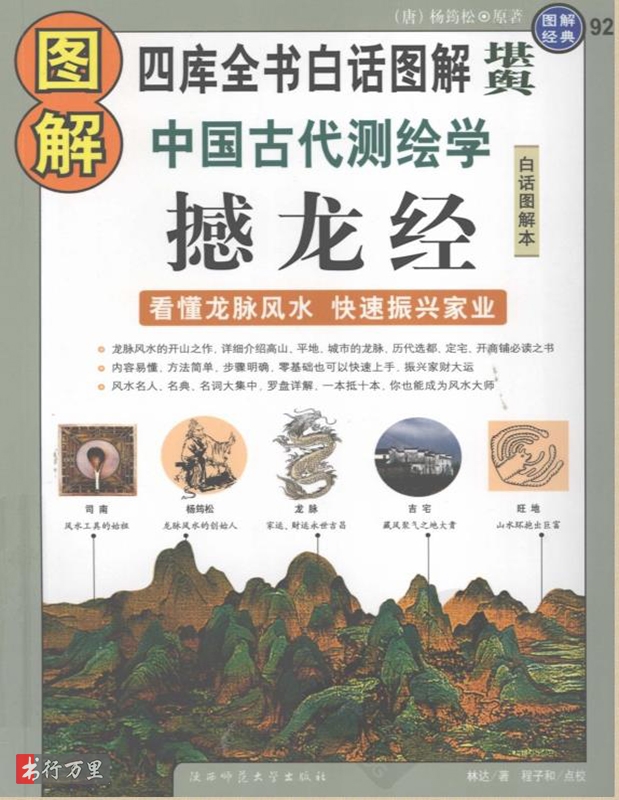 (唐)杨筠松◎原著
图解经典
92
图解
四库全书白话图解
堪舆
中国古代测绘学
撼龙经
白话图解本
看懂龙脉风水 快速振兴家业
龙脉风水的开山之作，详细介绍高山、平地、城市的龙脉，历代选都、定宅、开商铺必读之书
内容易懂，方法简单，步骤明确，零基础也可以快速上手，振兴家财大运
风水名人、名典、名词大集中，罗盘详解，一本抵十本，你也能成为风水大师
司南
风水工具的始祖
杨筠松
龙脉风水的创始人
龙脉
家运、财运永世吉昌
吉宅
藏风聚气之地大贵
旺地
山水环抱出巨富
书行万里
陕西师范大学出版社
林达/著 程子和/点校